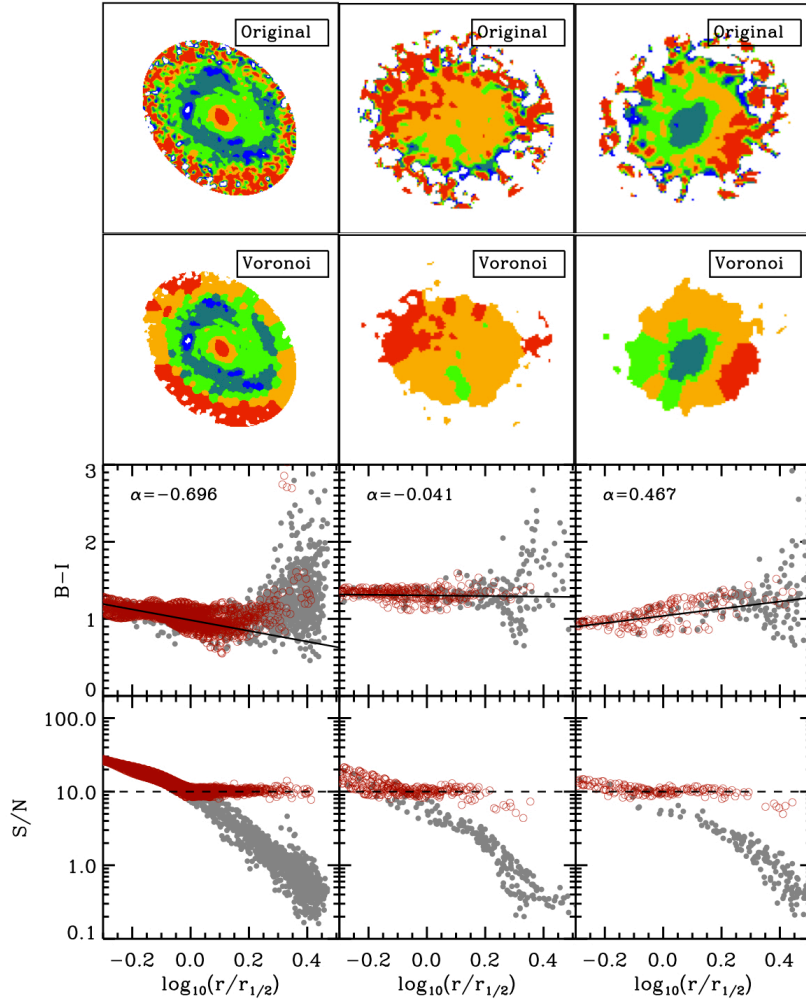 Original Original Original
Voronoi Voronoi Voronoi
3 α=−0.696 α=−0.041 α=0.467
2
B−I
1
0
100.0
10.0
S/N
1.0
0.1
−0.2 0.0 0.2 0.4 −0.2 0.0 0.2 0.4 −0.2 0.0 0.2 0.4
log₁₀(r/r₁/₂) log₁₀(r/r₁/₂) log₁₀(r/r₁/₂)